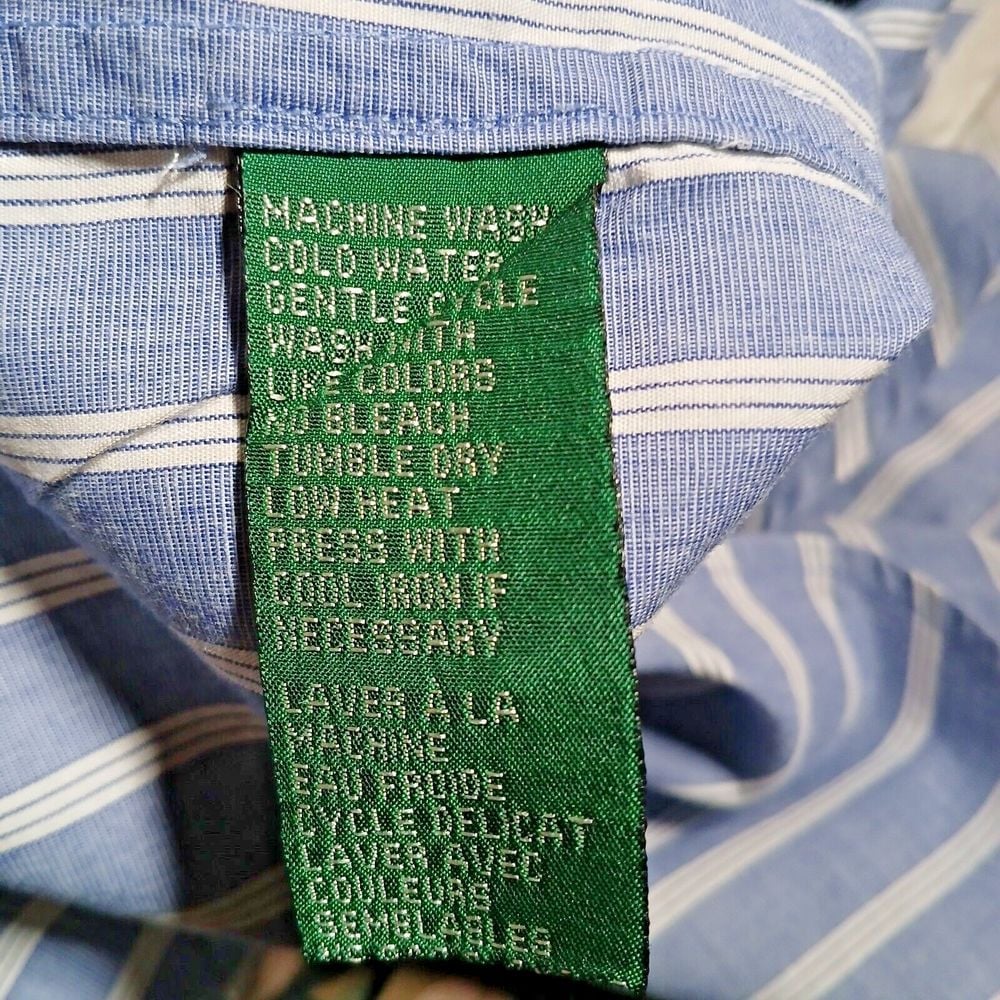 MACHINE WASH
COLD WATER
GENTLE CYCLE
WASH WITH
LIKE COLORS
NO BLEACH
TUMBLE DRY
LOW HEAT
PRESS WITH
COOL IRON IF
NECESSARY
LAVER À LA
MACHINE
EAU FROIDE
CYCLE DELICAT
LAVER AVEC
COULEURS
SEMBLABLES